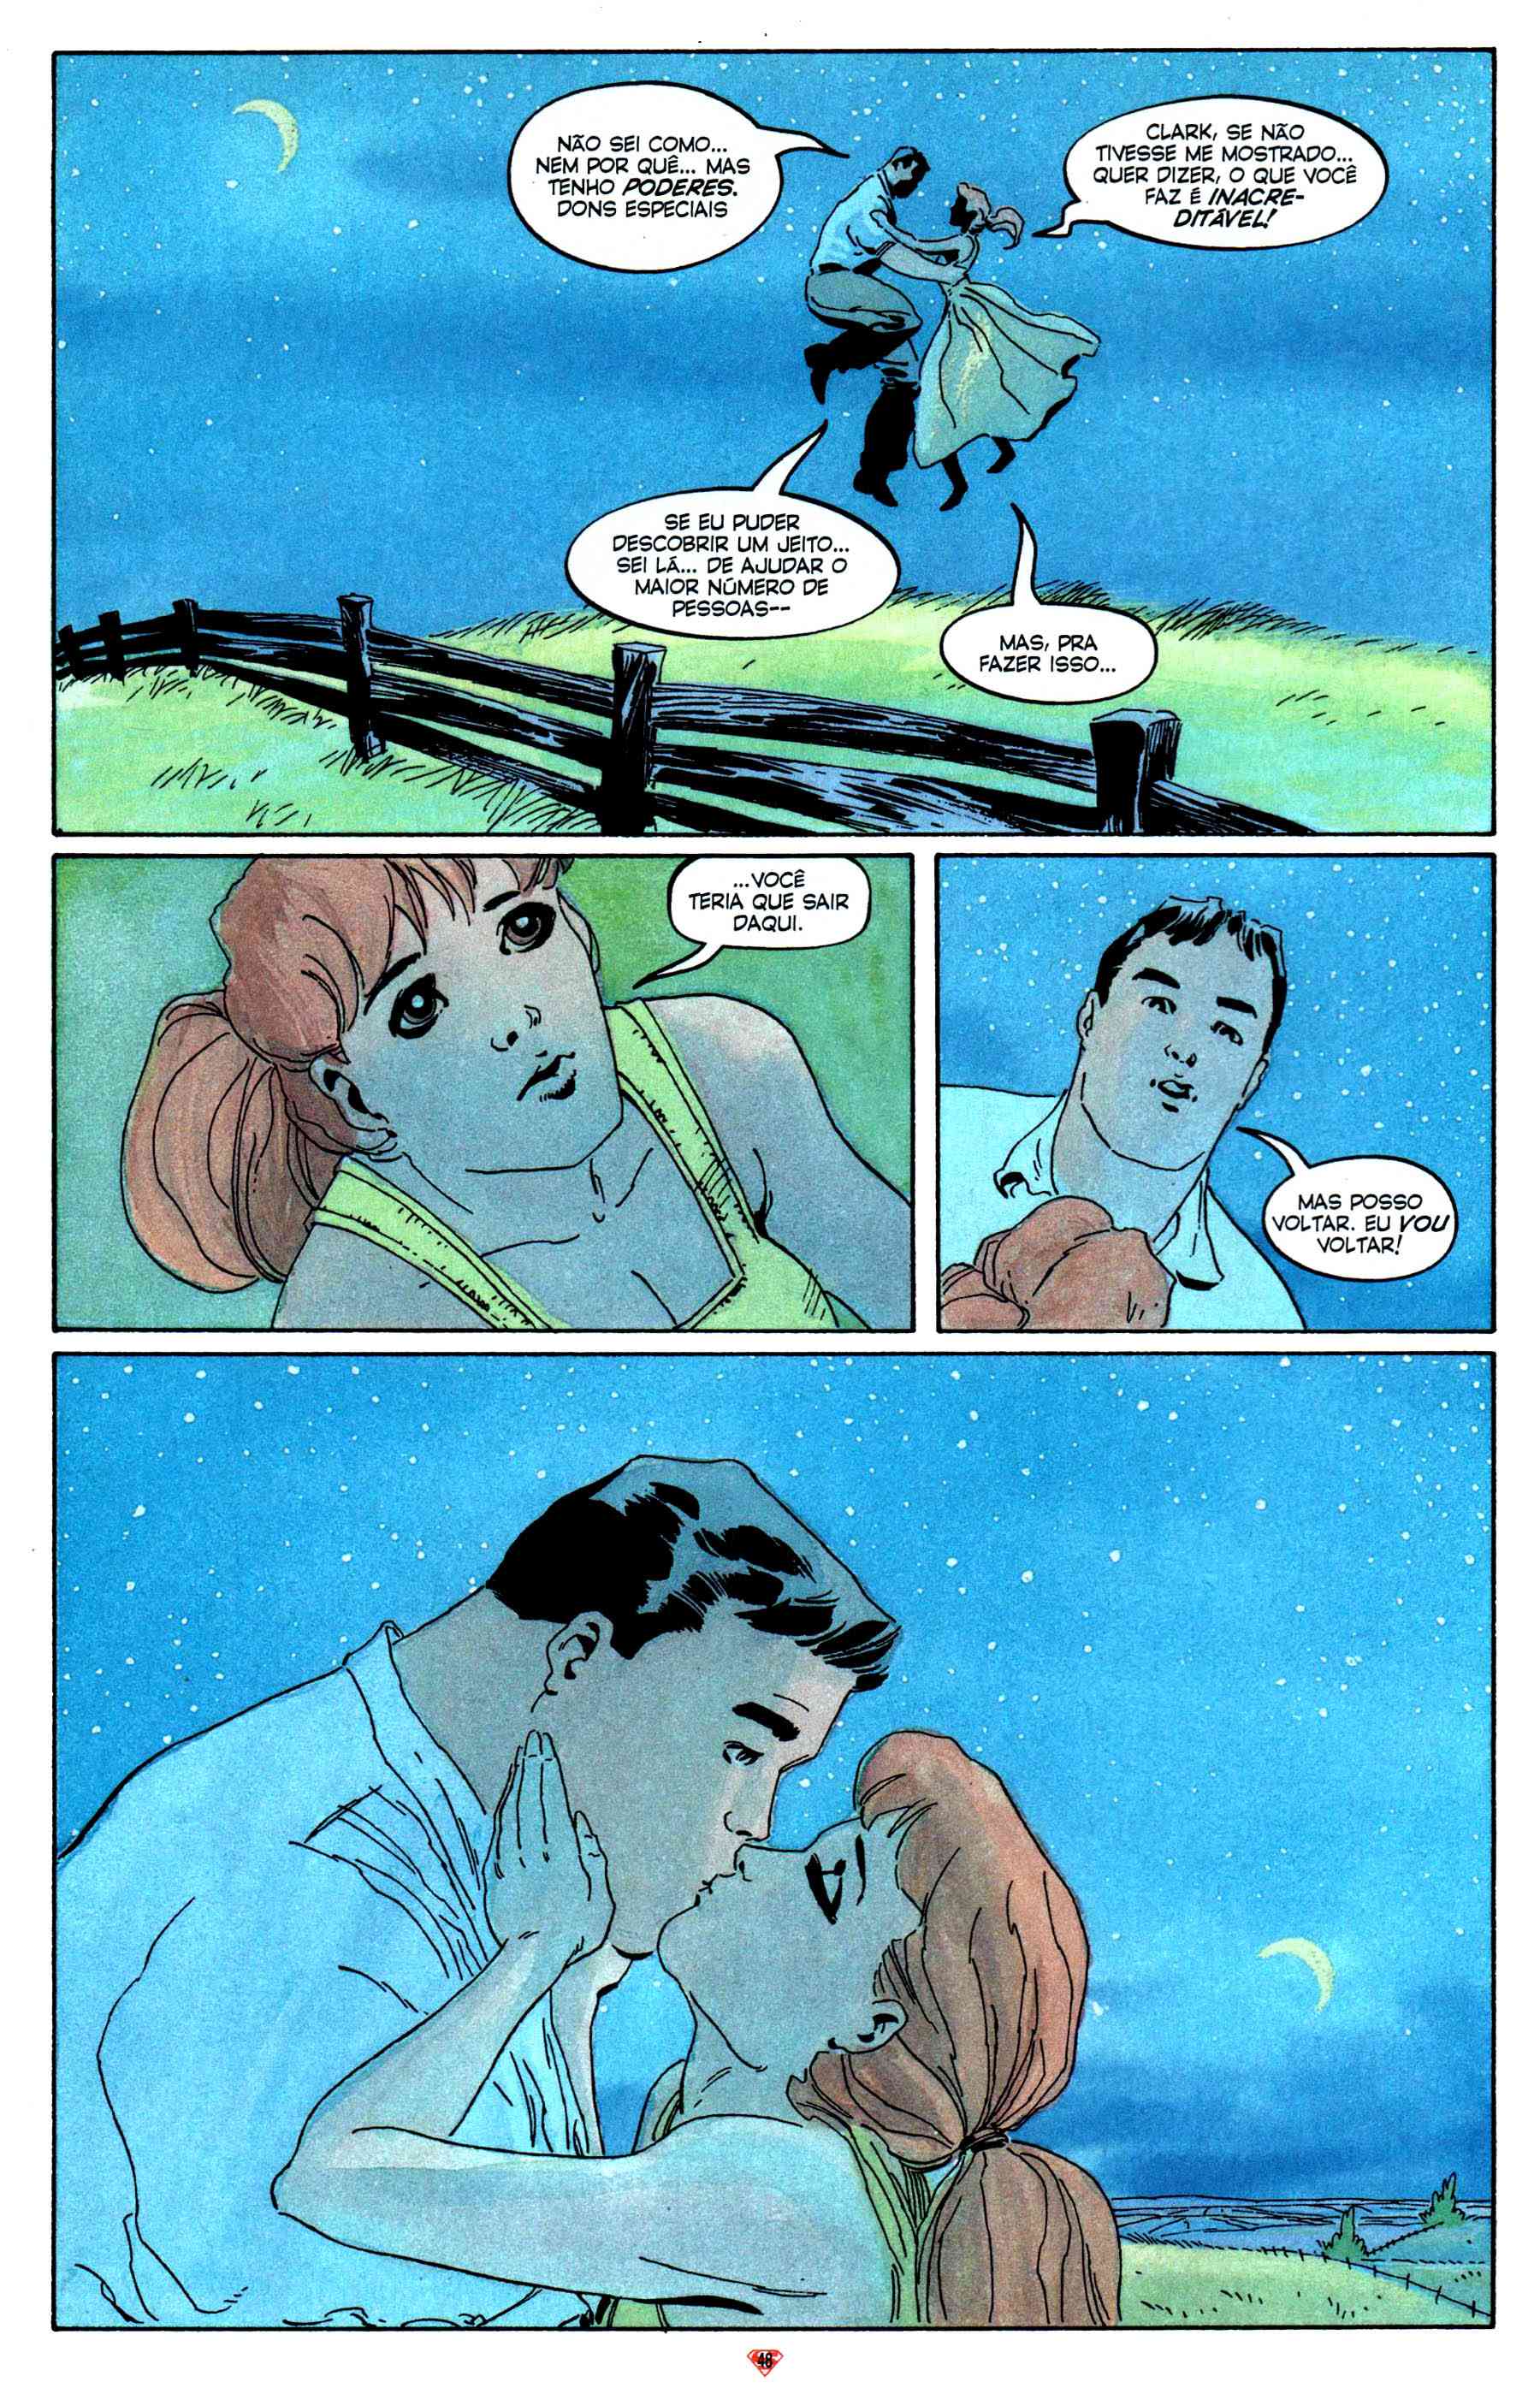 NÃO SEI COMO...
NEM POR QUÊ... MAS
TENHO PODERES.
DONS ESPECIAIS
CLARK, SE NÃO
TIVESSE ME MOSTRADO...
QUER DIZER, O QUE VOCÊ
FAZ É INACRE-
DITÁVEL!
SE EU PUDER
DESCOBRIR UM JEITO...
SEI LÁ... DE AJUDAR O
MAIOR NÚMERO DE
PESSOAS--
MAS, PRA
FAZER ISSO...
...VOCÊ
TERIA QUE SAIR
DAQUI.
MAS POSSO
VOLTAR. EU VOU
VOLTAR!
48